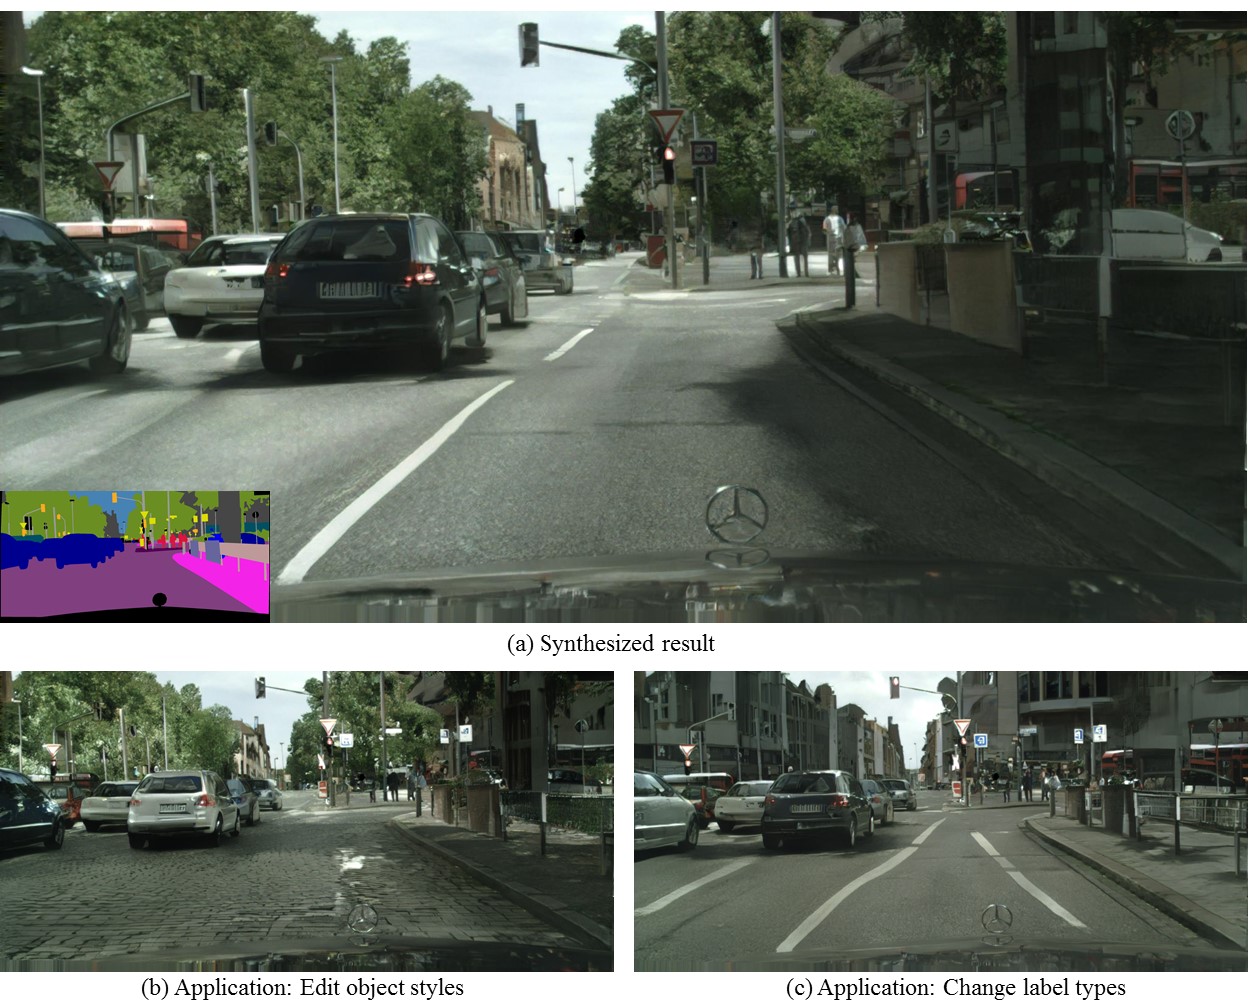 (a) Synthesized result
(b) Application: Edit object styles
(c) Application: Change label types